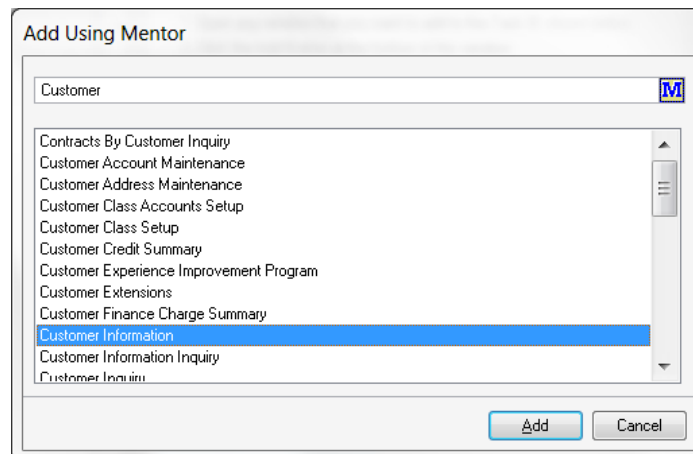 Add Using Mentor
Customer
M
Contracts By Customer Inquiry
Customer Account Maintenance
Customer Address Maintenance
Customer Class Accounts Setup
Customer Class Setup
Customer Credit Summary
Customer Experience Improvement Program
Customer Extensions
Customer Finance Charge Summary
Customer Information
Customer Information Inquiry
Customer Inquiry
Add
Cancel